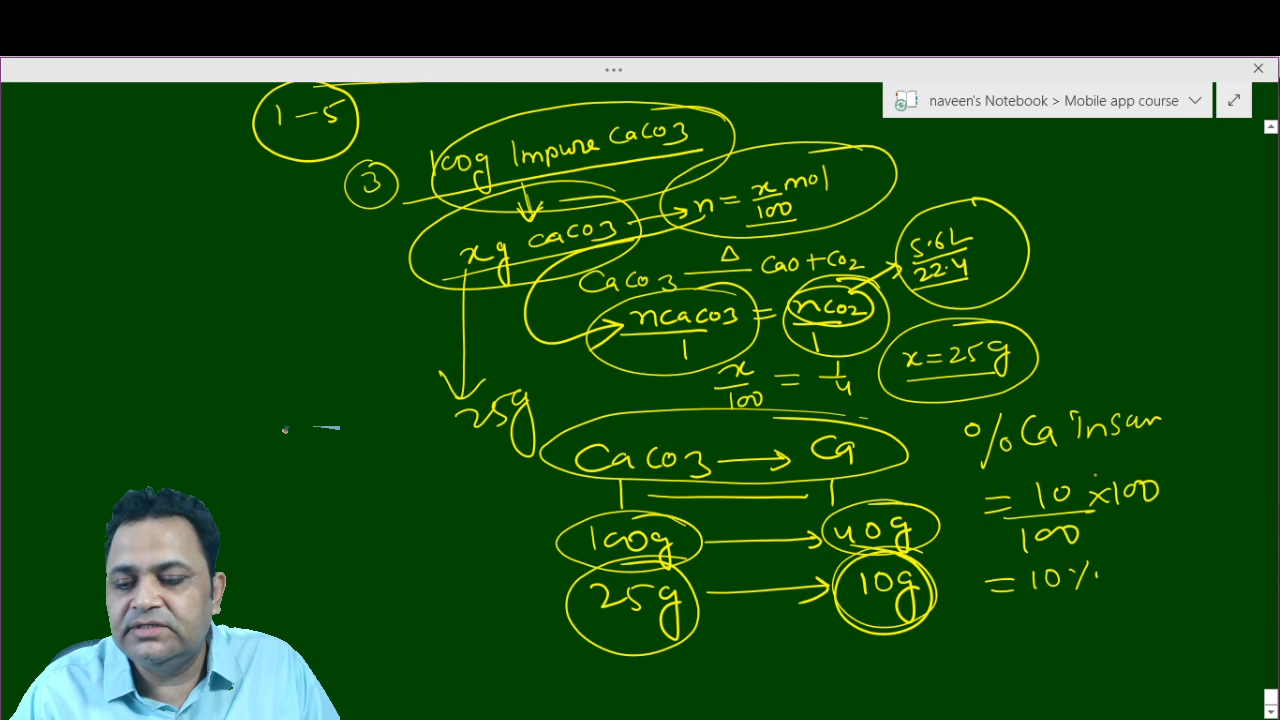 naveen's Notebook > Mobile app course
1-5
3
100g Impure CaCO3
xg CaCO3
n = x/100 mol
CaCO3 Δ CaO + CO2
5.6L/22.4
nCaCO3/1 = nCO2/1
x/100 = 1/4
x = 25g
25g
CaCO3 → Ca
1 1
100g → 40g
25g → 10g
% Ca in sam
= 10/100 × 100
= 10%